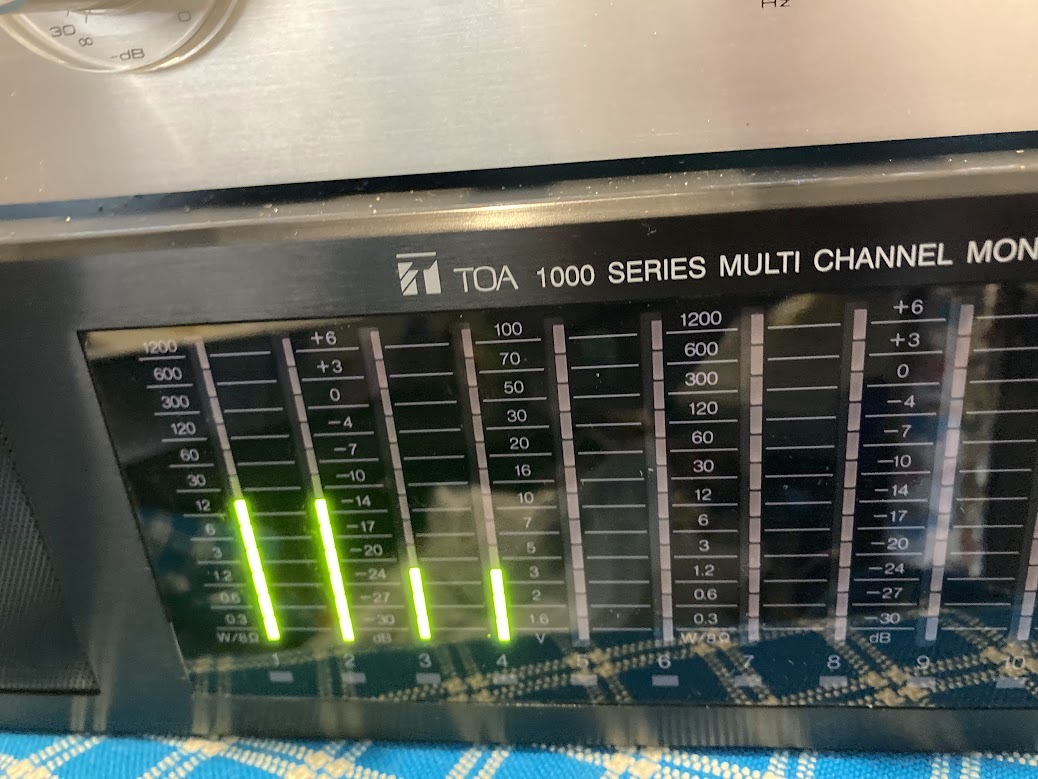 Hz
0
30
∞
-dB
TOA 1000 SERIES MULTI CHANNEL MON
1200 +6 100 1200 +6
600 +3 70 600 +3
300 0 50 300 0
120 −4 30 120 −4
60 −7 20 60 −7
30 −10 16 30 −10
12 −14 10 12 −14
6 −17 7 6 −17
3 −20 5 3 −20
1.2 −24 3 1.2 −24
0.6 −27 2 0.6 −27
0.3 −30 1.6 0.3 −30
W/8Ω dB V W/8Ω dB
1 2 3 4 5 6 7 8 9 10